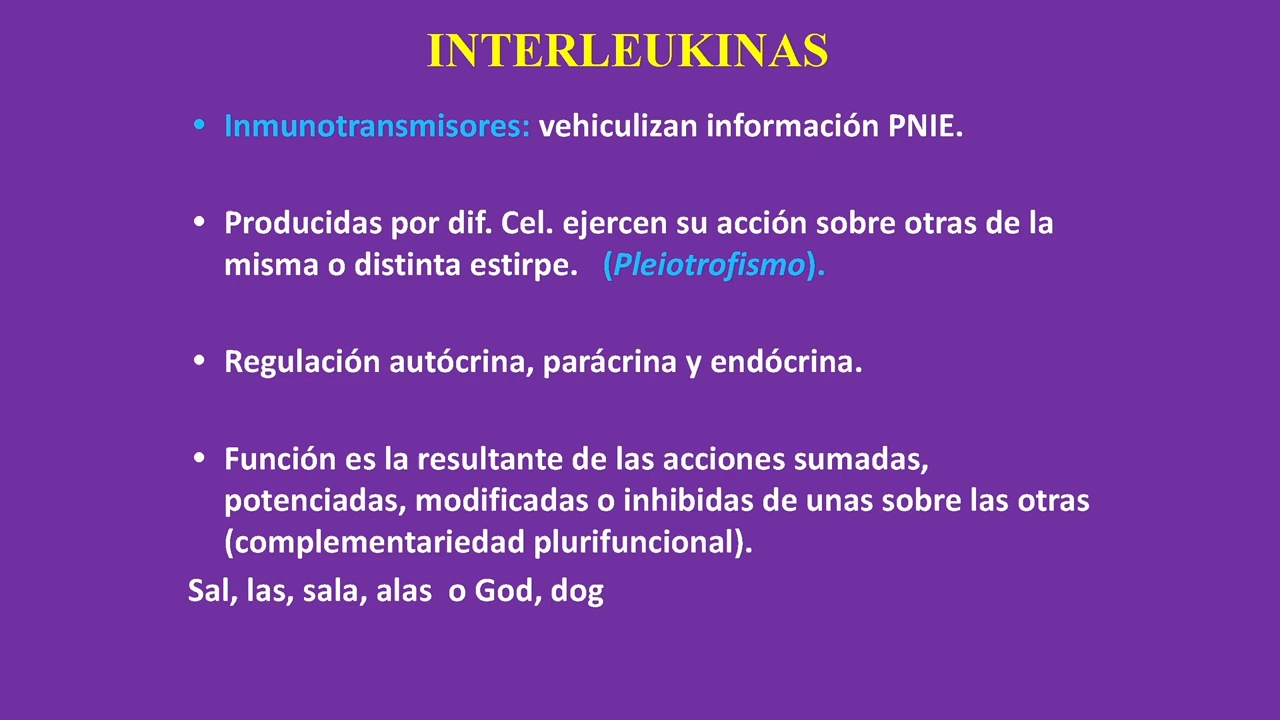 INTERLEUKINAS
• Inmunotransmisores: vehiculizan información PNIE.
• Producidas por dif. Cel. ejercen su acción sobre otras de la
misma o distinta estirpe. (Pleiotrofismo).
• Regulación autócrina, parácrina y endócrina.
• Función es la resultante de las acciones sumadas,
potenciadas, modificadas o inhibidas de unas sobre las otras
(complementariedad plurifuncional).
Sal, las, sala, alas o God, dog